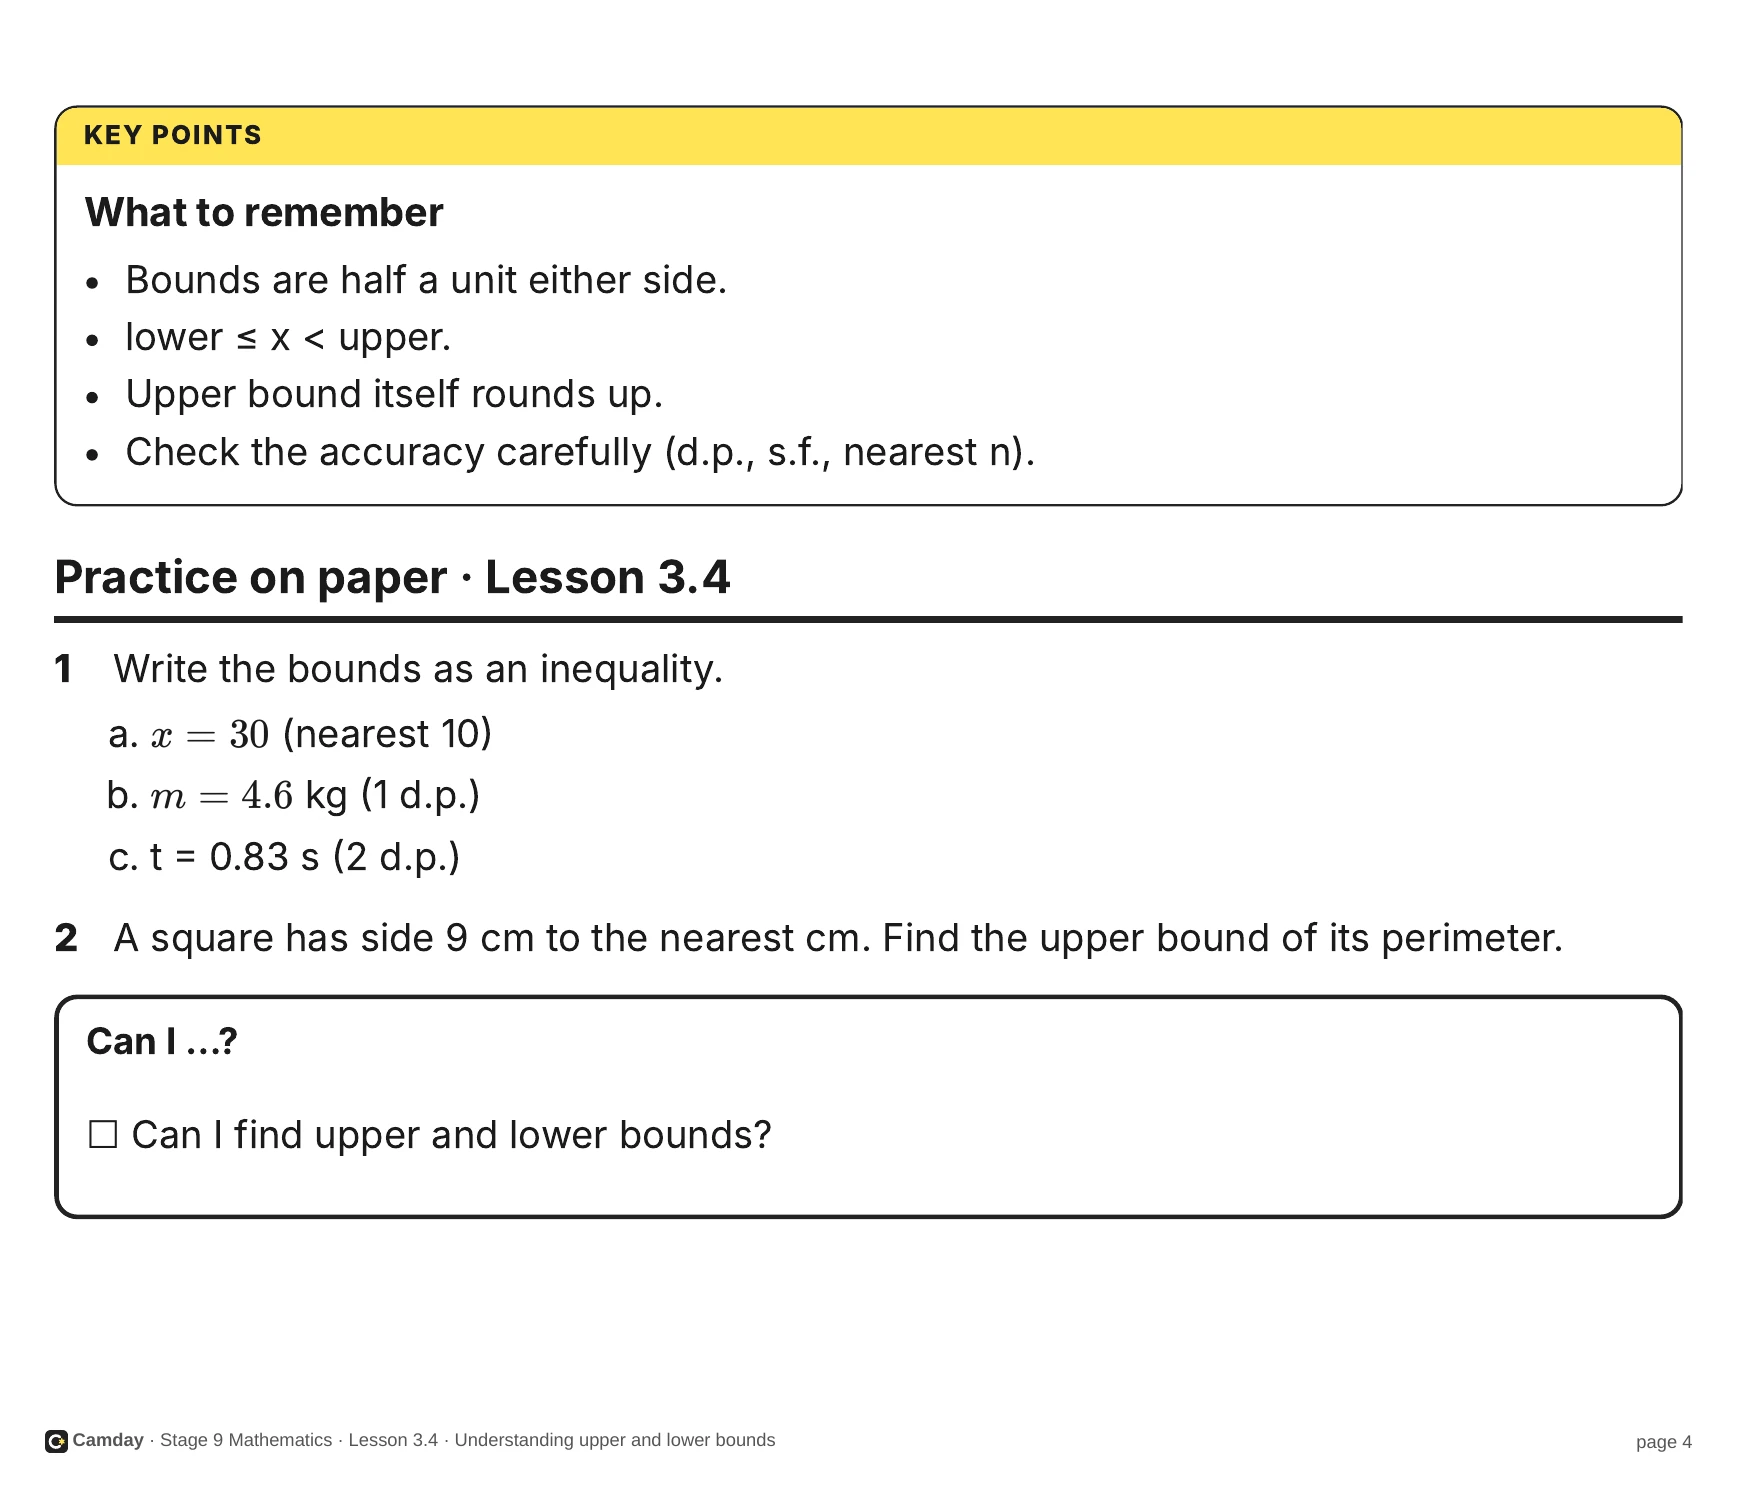 KEY POINTS
What to remember
• Bounds are half a unit either side.
• lower ≤ x < upper.
• Upper bound itself rounds up.
• Check the accuracy carefully (d.p., s.f., nearest n).
Practice on paper · Lesson 3.4
1 Write the bounds as an inequality.
a. x = 30 (nearest 10)
b. m = 4.6 kg (1 d.p.)
c. t = 0.83 s (2 d.p.)
2 A square has side 9 cm to the nearest cm. Find the upper bound of its perimeter.
Can I …?
☐ Can I find upper and lower bounds?
Camday · Stage 9 Mathematics · Lesson 3.4 · Understanding upper and lower bounds
page 4